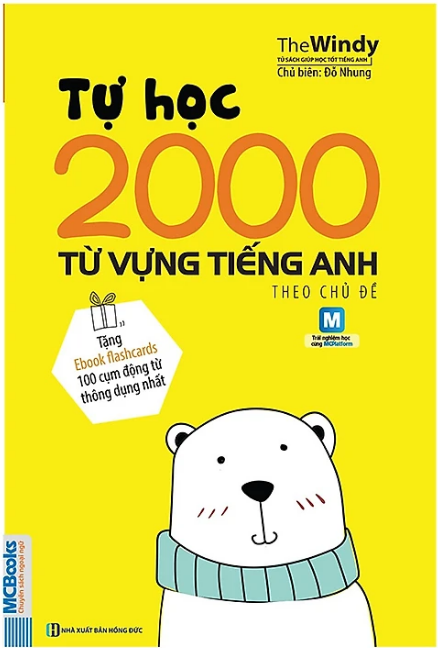 TheWindy
TỦ SÁCH GIÚP HỌC TỐT TIẾNG ANH
Chủ biên: Đỗ Nhung
Tự học
2000
TỪ VỰNG TIẾNG ANH
THEO CHỦ ĐỀ
M
Trải nghiệm học
cùng MCPlatform
Tặng
Ebook flashcards
100 cụm động từ
thông dụng nhất
MCBooks
Chuyên sách ngoại ngữ
NHÀ XUẤT BẢN HỒNG ĐỨC